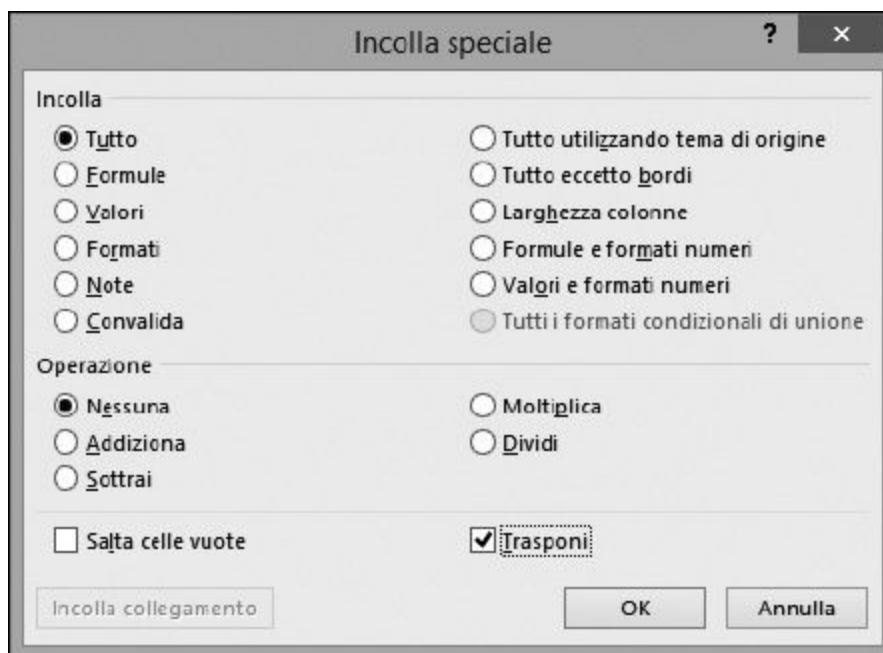 Incolla speciale ? ×
Incolla
Tutto
Formule
Valori
Formati
Note
Convalida
Tutto utilizzando tema di origine
Tutto eccetto bordi
Larghezza colonne
Formule e formati numeri
Valori e formati numeri
Tutti i formati condizionali di unione
Operazione
Nessuna
Addiziona
Sottrai
Moltiplica
Dividi
Salta celle vuote
Trasponi
Incolla collegamento
OK
Annulla